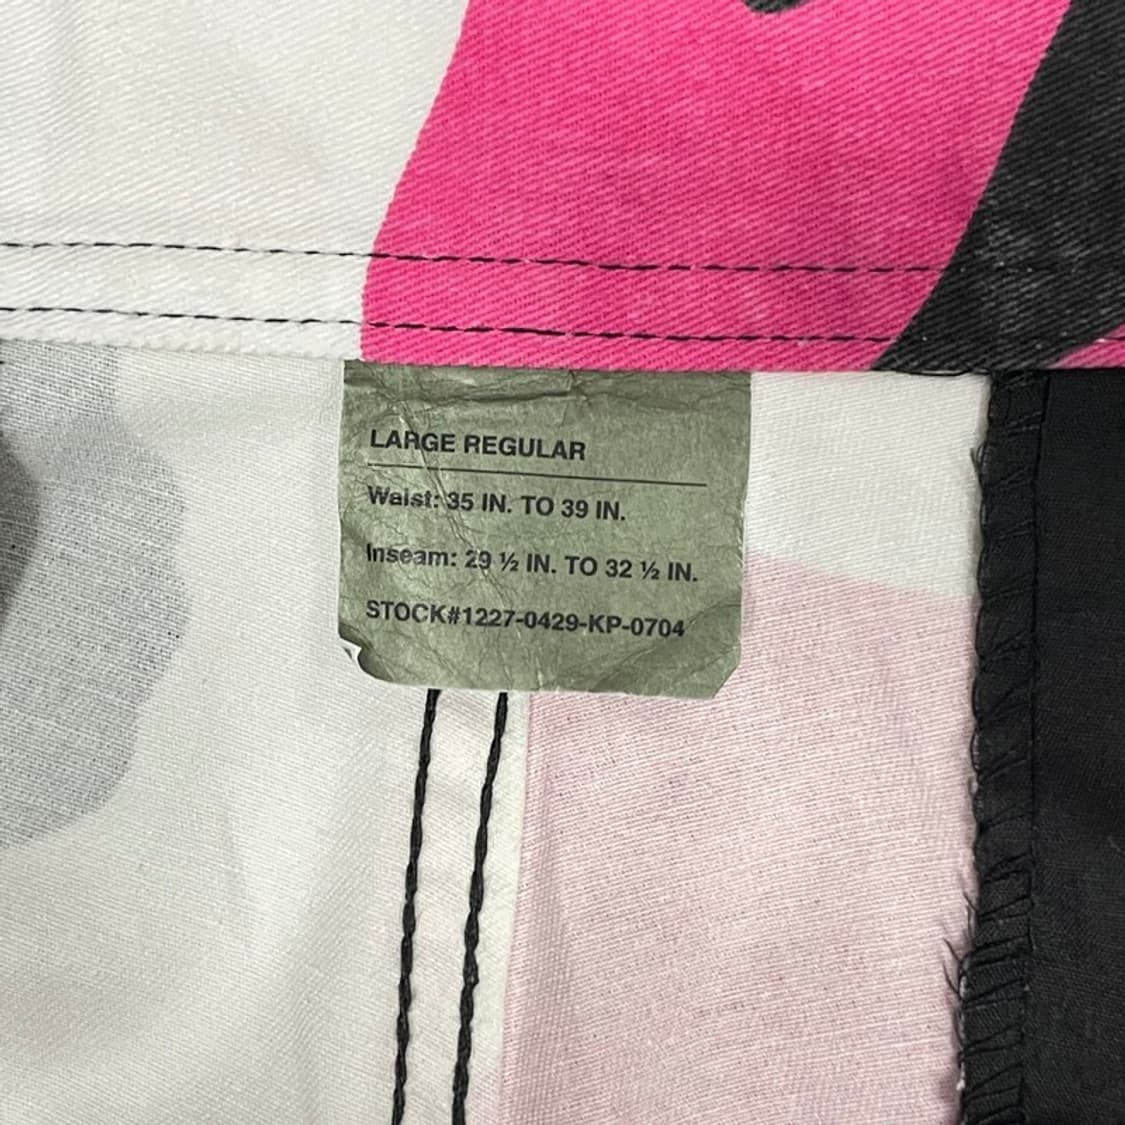 LARGE REGULAR
Waist: 35 IN. TO 39 IN.
Inseam: 29 ½ IN. TO 32 ½ IN.
STOCK#1227-0429-KP-0704